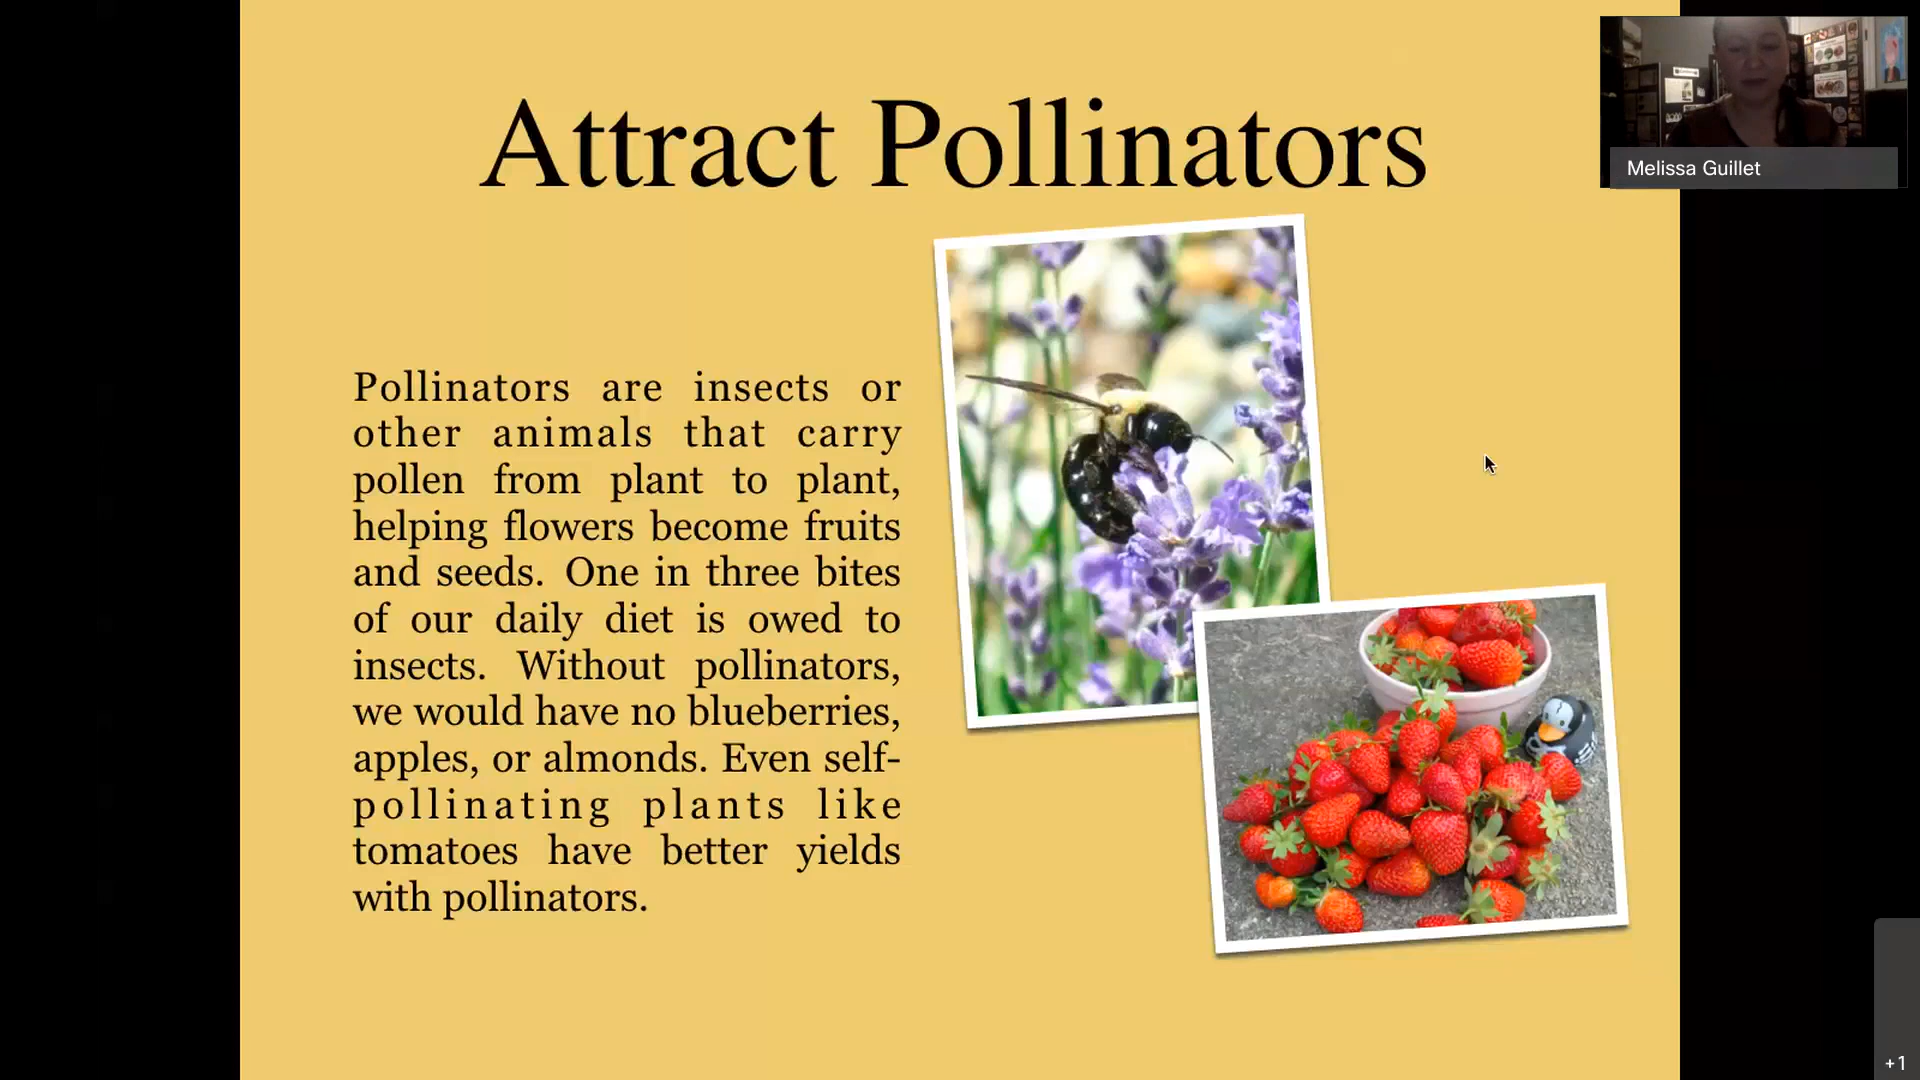 Attract Pollinators
Melissa Guillet
Pollinators are insects or
other animals that carry
pollen from plant to plant,
helping flowers become fruits
and seeds. One in three bites
of our daily diet is owed to
insects. Without pollinators,
we would have no blueberries,
apples, or almonds. Even self-
pollinating plants like
tomatoes have better yields
with pollinators.
+1